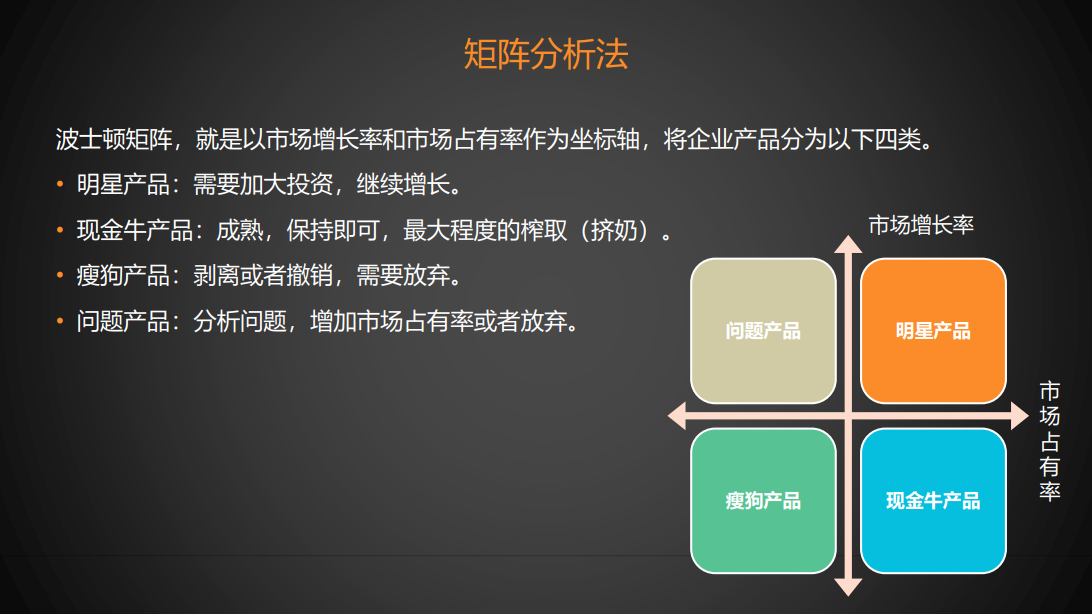 矩阵分析法
波士顿矩阵，就是以市场增长率和市场占有率作为坐标轴，将企业产品分为以下四类。
• 明星产品：需要加大投资，继续增长。
• 现金牛产品：成熟，保持即可，最大程度的榨取（挤奶）。
• 瘦狗产品：剥离或者撤销，需要放弃。
• 问题产品：分析问题，增加市场占有率或者放弃。
市场增长率
问题产品
明星产品
市场占有率
瘦狗产品
现金牛产品